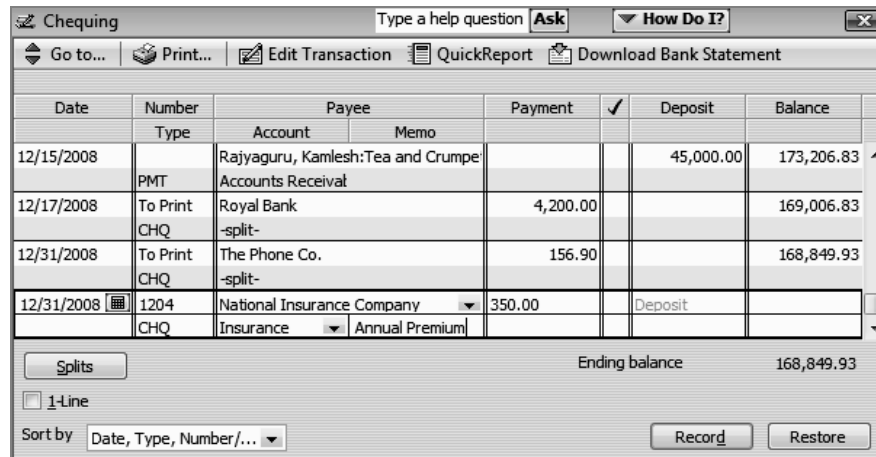 Chequing Type a help question Ask How Do I?
Go to... Print... Edit Transaction QuickReport Download Bank Statement
Date Number Payee Payment ✓ Deposit Balance
Type Account Memo
12/15/2008 Rajyaguru, Kamlesh:Tea and Crumpe 45,000.00 173,206.83
PMT Accounts Receival
12/17/2008 To Print Royal Bank 4,200.00 169,006.83
CHQ -split-
12/31/2008 To Print The Phone Co. 156.90 168,849.93
CHQ -split-
12/31/2008 1204 National Insurance Company 350.00 Deposit
CHQ Insurance Annual Premium
Splits Ending balance 168,849.93
1-Line
Sort by Date, Type, Number/... Record Restore